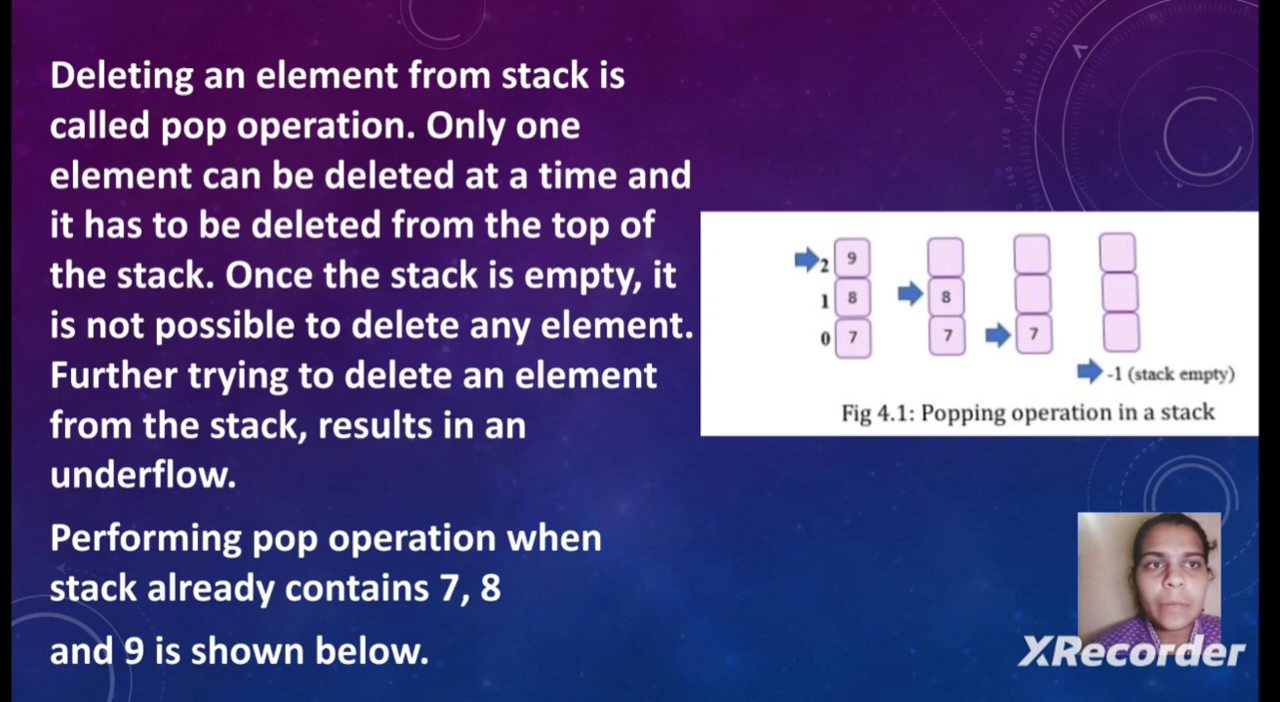 Deleting an element from stack is
called pop operation. Only one
element can be deleted at a time and
it has to be deleted from the top of
the stack. Once the stack is empty, it
is not possible to delete any element.
Further trying to delete an element
from the stack, results in an
underflow.
Performing pop operation when
stack already contains 7, 8
and 9 is shown below.
2 9
1 8 8
0 7 7 7
-1 (stack empty)
Fig 4.1: Popping operation in a stack
XRecorder